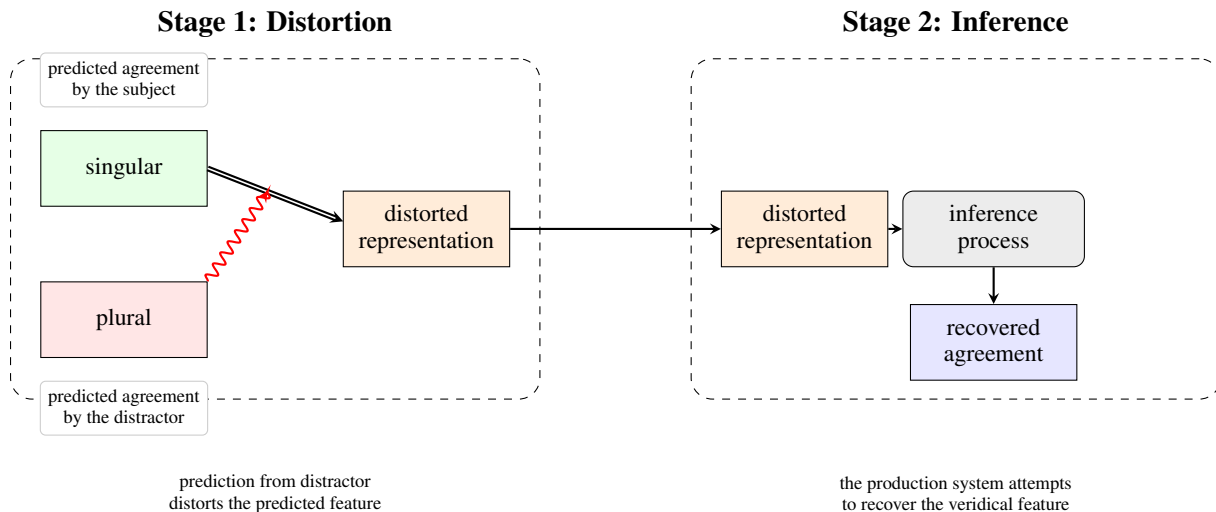 Stage 1: Distortion
predicted agreement
by the subject
singular
distorted
representation
plural
predicted agreement
by the distractor
prediction from distractor
distorts the predicted feature
Stage 2: Inference
distorted
representation
inference
process
recovered
agreement
the production system attempts
to recover the veridical feature